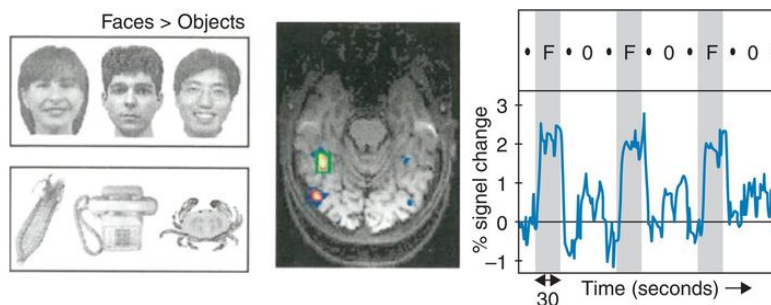 Faces > Objects
• F • 0 • F • 0 • F • 0
% signel change
3
2
1
0
−1
30
Time (seconds)